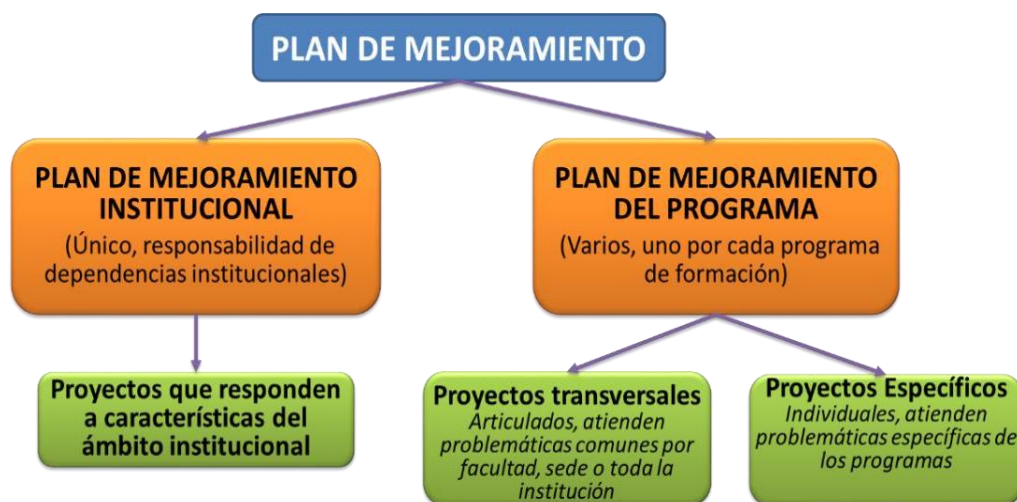 PLAN DE MEJORAMIENTO
PLAN DE MEJORAMIENTO
INSTITUCIONAL
(Único, responsabilidad de
dependencias institucionales)
PLAN DE MEJORAMIENTO
DEL PROGRAMA
(Varios, uno por cada programa
de formación)
Proyectos que responden
a características del
ámbito institucional
Proyectos transversales
Articulados, atienden
problemáticas comunes por
facultad, sede o toda la
institución
Proyectos Específicos
Individuales, atienden
problemáticas específicas de
los programas